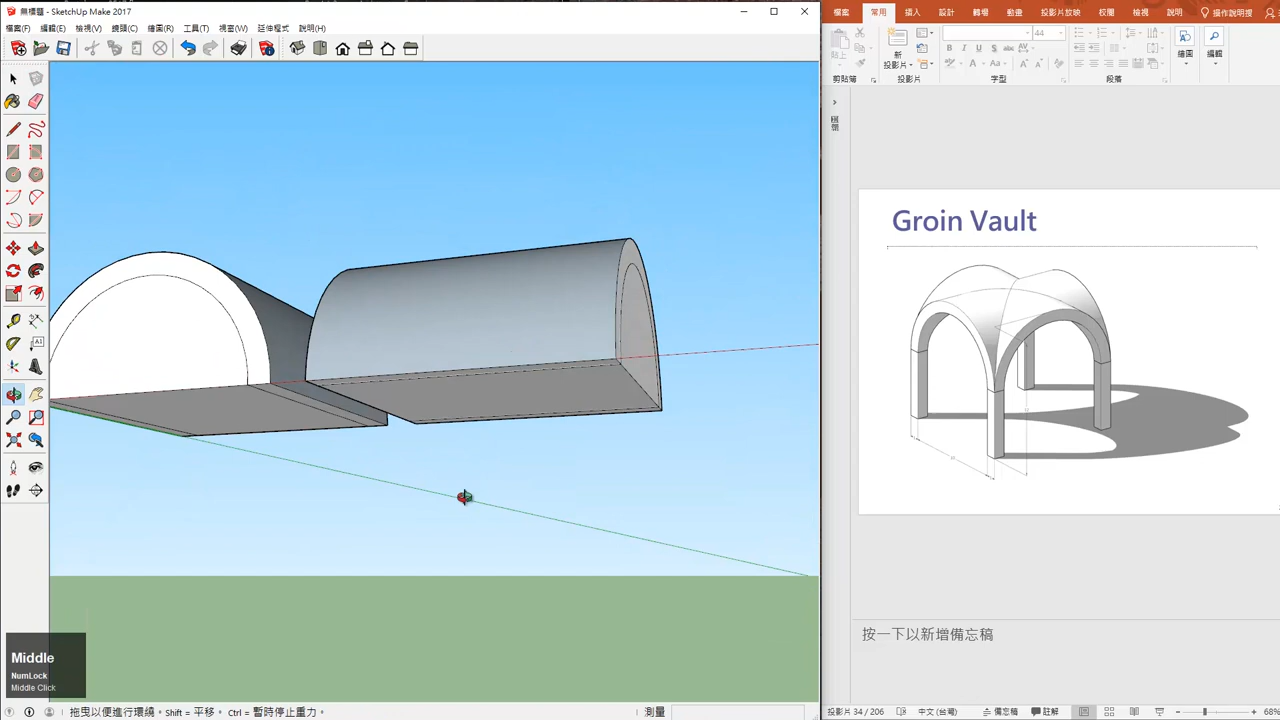 無標題 - SketchUp Make 2017
檔案(F) 編輯(E) 檢視(V) 鏡頭(C) 繪圖(R) 工具(T) 視窗(W) 延伸程式 說明(H)
檔案 常用 插入 設計 轉場 動畫 投影片放映 校閱 檢視 說明 操作說明搜
新
投影片
剪貼簿 投影片 字型 段落
繪圖 編輯
44
Groin Vault
按一下以新增備忘稿
Middle
NumLock
Middle Click
拖曳以便進行環繞。Shift = 平移。Ctrl = 暫時停止重力。
測量
投影片 34 / 206 中文 (台灣) 備忘稿 註解 68%